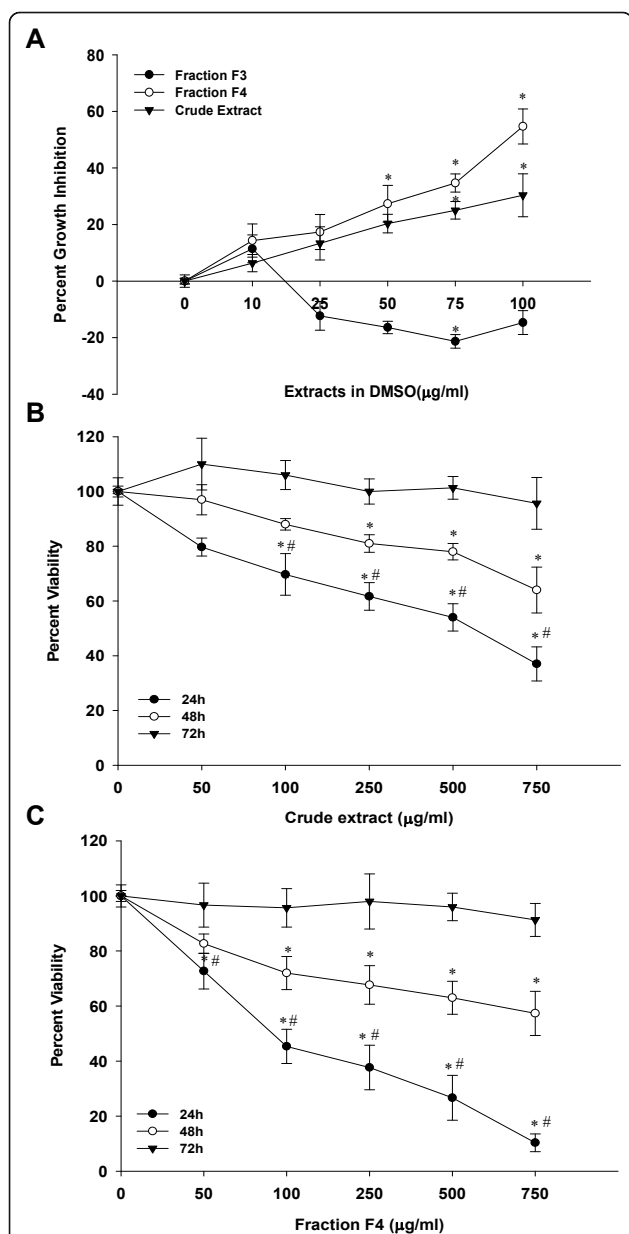 A
80
60
40
20
0
-20
-40
Percent Growth Inhibition
Fraction F3
Fraction F4
Crude Extract
* * * * * *
*
0 10 25 50 75 100
Extracts in DMSO(μg/ml)
B
120
100
80
60
40
20
0
Percent Viability
* * *
*# *# *# *#
24h
48h
72h
0 50 100 250 500 750
Crude extract (μg/ml)
C
120
100
80
60
40
20
0
Percent Viability
* * * *
*# *# *# *# *#
24h
48h
72h
0 50 100 250 500 750
Fraction F4 (μg/ml)